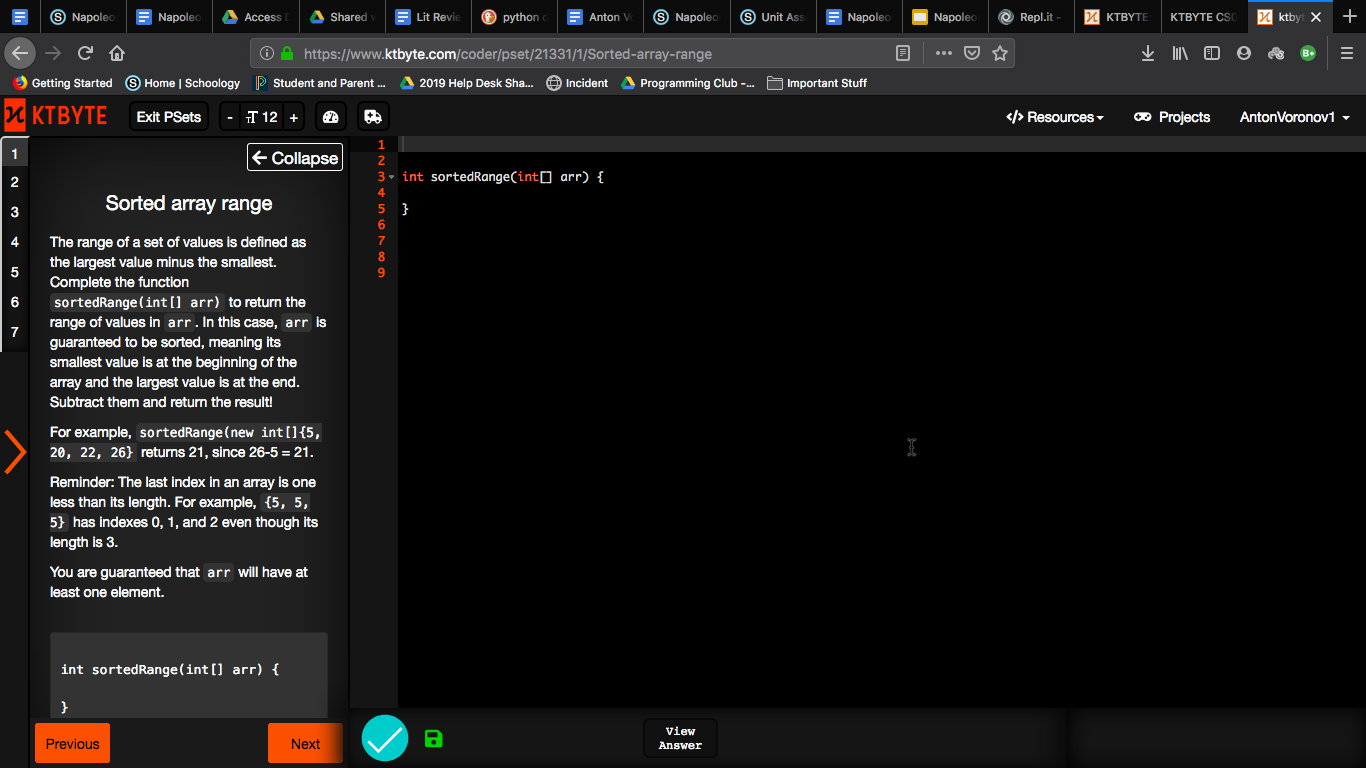 Napoleo
Napoleo
Access D
Shared w
Lit Revie
python c
Anton Vo
Napoleo
Unit Ass
Napoleo
Napoleo
Repl.it -
KTBYTE
KTBYTE CS0
ktbyt
https://www.ktbyte.com/coder/pset/21331/1/Sorted-array-range
Getting Started
Home | Schoology
Student and Parent ...
2019 Help Desk Sha...
Incident
Programming Club -...
Important Stuff
KTBYTE
Exit PSets
- T 12 +
</> Resources
Projects
AntonVoronov1
1
2
3
4
5
6
7
← Collapse
Sorted array range
The range of a set of values is defined as
the largest value minus the smallest.
Complete the function
sortedRange(int[] arr) to return the
range of values in arr . In this case, arr is
guaranteed to be sorted, meaning its
smallest value is at the beginning of the
array and the largest value is at the end.
Subtract them and return the result!
For example, sortedRange(new int[]{5,
20, 22, 26} returns 21, since 26-5 = 21.
Reminder: The last index in an array is one
less than its length. For example, {5, 5,
5} has indexes 0, 1, and 2 even though its
length is 3.
You are guaranteed that arr will have at
least one element.
int sortedRange(int[] arr) {
}
Previous
Next
1
2
3 int sortedRange(int[] arr) {
4
5 }
6
7
8
9
View
Answer